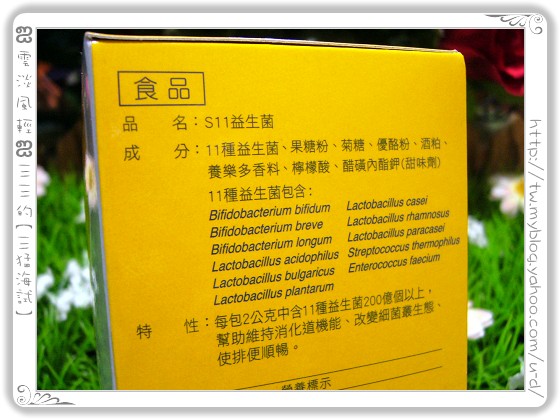 食品
品 名：S11益生菌
成 分：11種益生菌、果糖粉、菊糖、優酪粉、酒粕、
養樂多香料、檸檬酸、醋磺內酯鉀(甜味劑)
11種益生菌包含：
Bifidobacterium bifidum
Bifidobacterium breve
Bifidobacterium longum
Lactobacillus acidophilus
Lactobacillus bulgaricus
Lactobacillus plantarum
Lactobacillus casei
Lactobacillus rhamnosus
Lactobacillus paracasei
Streptococcus thermophilus
Enterococcus faecium
特 性：每包2公克中含11種益生菌200億個以上，
幫助維持消化道機能、改變細菌叢生態、
使排便順暢。
營養標示
雲淡風輕 三三的【三猛海試】
http://tw.myblog.yahoo.com/u-d/